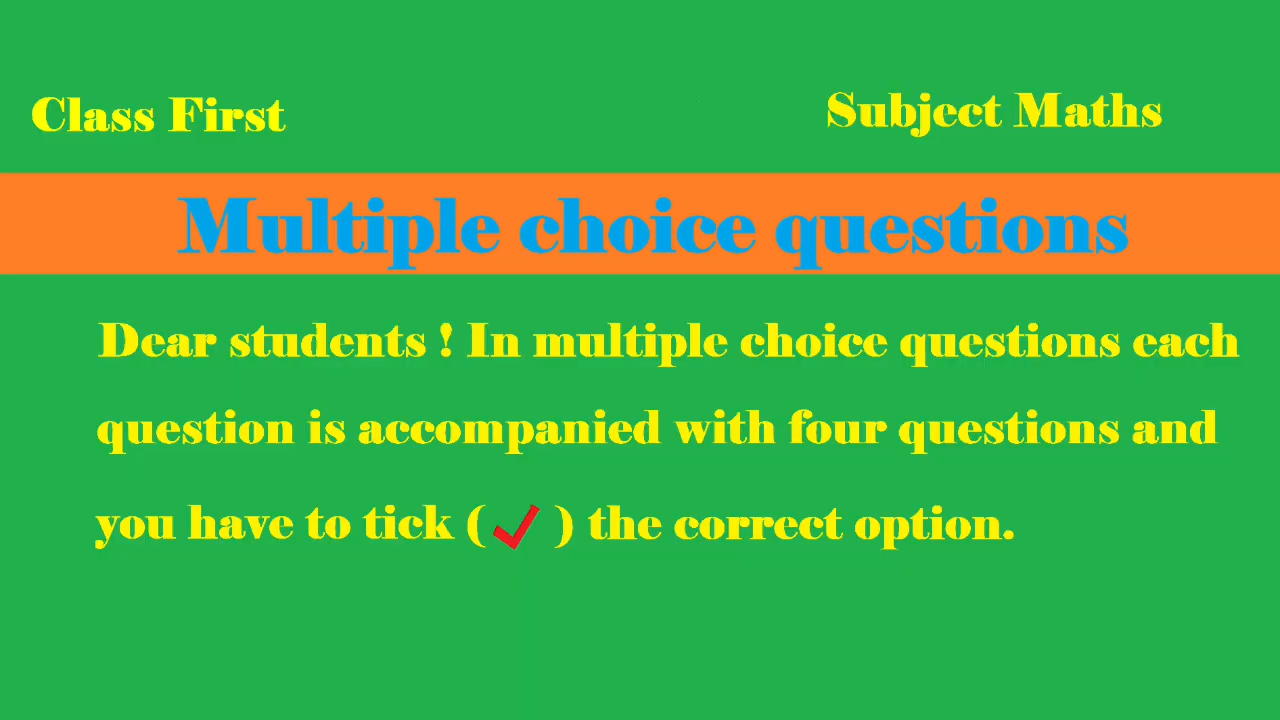 Class First
Subject Maths
Multiple choice questions
Dear students ! In multiple choice questions each
question is accompanied with four questions and
you have to tick (✓) the correct option.